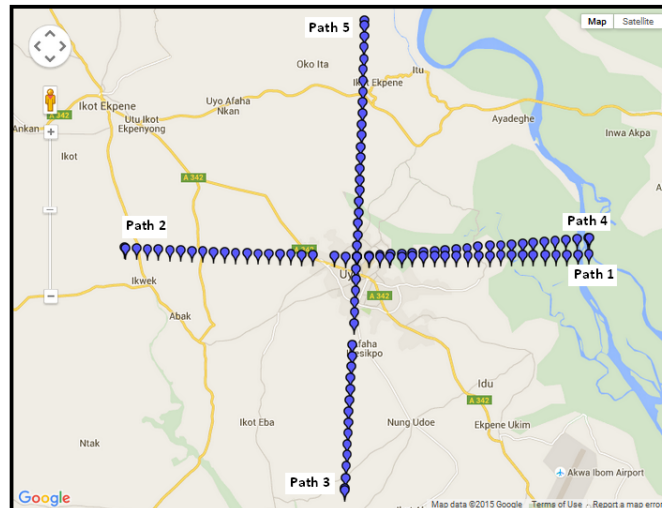 Path 5
Map Satellite
Oko Ita
Itu
Ikot Ekpene
Ikot Ekpene
Uyo Afaha
Nkan
Utu Ikot
Ekpenyong
Ayadeghe
Ankan
A 342
Inwa Akpa
Ikot
A 342
Path 2
Path 4
Path 1
Ikwek
A 342
Abak
Idu
A 342
Ikot Eba
Nung Udoe
Ekpene Ukim
Ntak
Akwa Ibom Airport
Path 3
Google
Map data ©2015 Google Terms of Use Report a map error